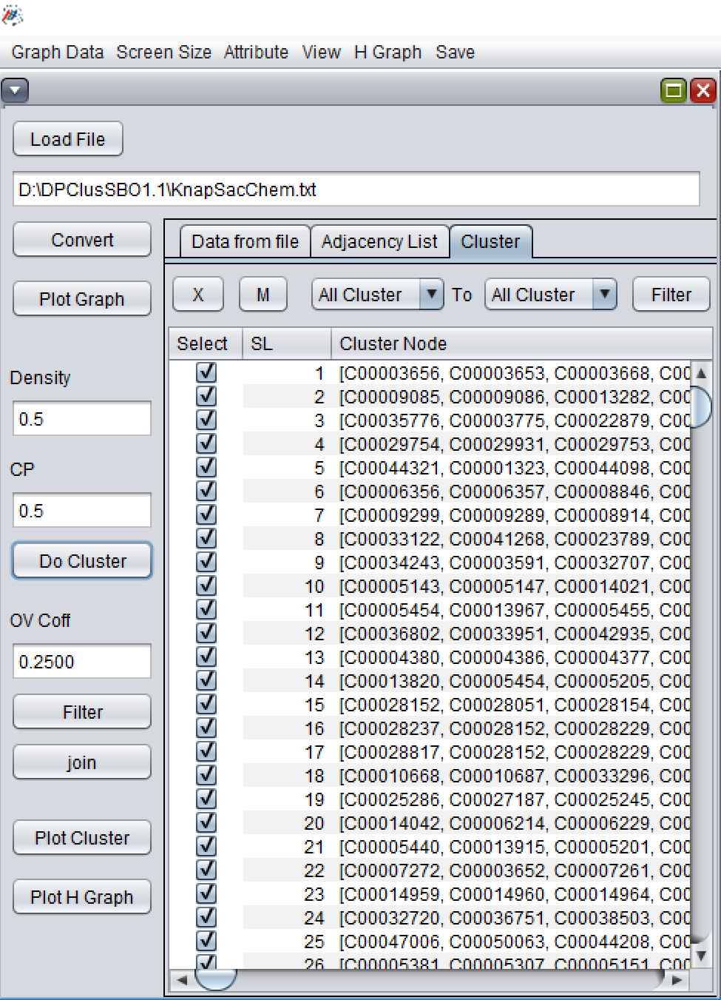 Graph Data Screen Size Attribute View H Graph Save
Load File
D:\DPClusSBO1.1\KnapSacChem.txt
Convert
Data from file Adjacency List Cluster
Plot Graph
X M All Cluster To All Cluster Filter
Select SL Cluster Node
1 [C00003656, C00003653, C00003668, C00
2 [C00009085, C00009086, C00013282, C00
3 [C00035776, C00003775, C00022879, C00
4 [C00029754, C00029931, C00029753, C00
5 [C00044321, C00001323, C00044098, C00
6 [C00006356, C00006357, C00008846, C00
7 [C00009299, C00009289, C00008914, C00
8 [C00033122, C00041268, C00023789, C00
9 [C00034243, C00003591, C00032707, C00
10 [C00005143, C00005147, C00014021, C00
11 [C00005454, C00013967, C00005455, C00
12 [C00036802, C00033951, C00042935, C00
13 [C00004380, C00004386, C00004377, C00
14 [C00013820, C00005454, C00005205, C00
15 [C00028152, C00028051, C00028154, C00
16 [C00028237, C00028152, C00028229, C00
17 [C00028817, C00028152, C00028229, C00
18 [C00010668, C00010687, C00033296, C00
19 [C00025286, C00027187, C00025245, C00
20 [C00014042, C00006214, C00006229, C00
21 [C00005440, C00013915, C00005201, C00
22 [C00007272, C00003652, C00007261, C00
23 [C00014959, C00014960, C00014964, C00
24 [C00032720, C00036751, C00038503, C00
25 [C00047006, C00050063, C00044208, C00
26 [C00005381, C00005307, C00005151, C00
Density
0.5
CP
0.5
Do Cluster
OV Coff
0.2500
Filter
join
Plot Cluster
Plot H Graph